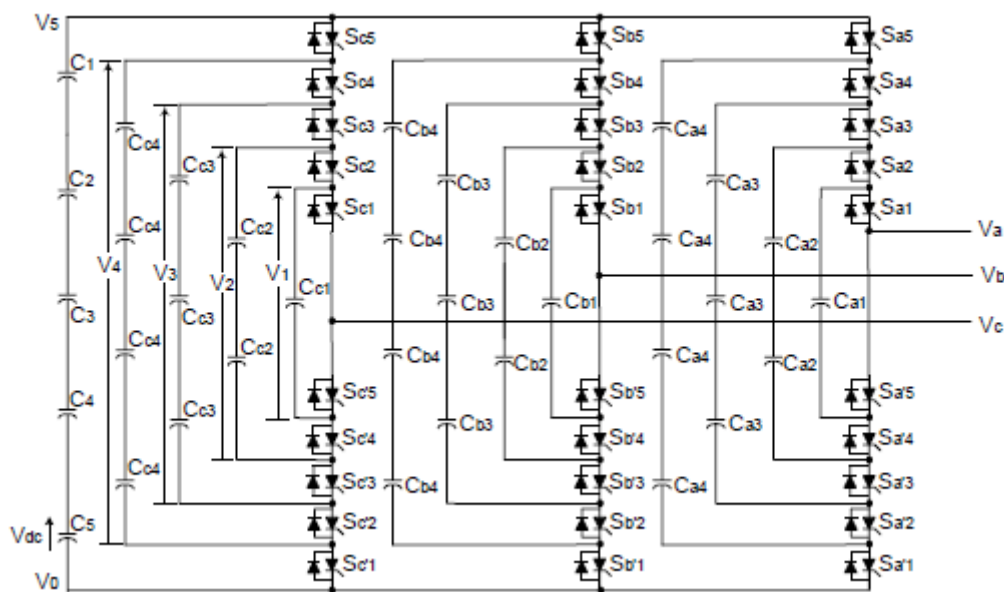 V5 Sc5 Sb5 Sa5
C1 Sc4 Sb4 Sa4
Cc4 Sc3 Cb4 Sb3 Ca4 Sa3
Cc3 Sc2 Cb3 Sb2 Ca3 Sa2
C2 Sc1 Sb1 Sa1
Va
Cc4 Cc2 Cb4 Cb2 Ca4 Ca2
V4 V3 V2 V1 Vb
C3 Cc3 Cc1 Cb3 Cb1 Ca3 Ca1
Vc
Cc4 Cc2 Cb4 Cb2 Ca4 Ca2
Sc'5 Sb'5 Sa'5
C4 Cc3 Cb3 Ca3
Sc'4 Sb'4 Sa'4
Cc4 Sc'3 Cb4 Sb'3 Ca4 Sa'3
C5 Sc'2 Sb'2 Sa'2
Vdc
Sc'1 Sb'1 Sa'1
V0